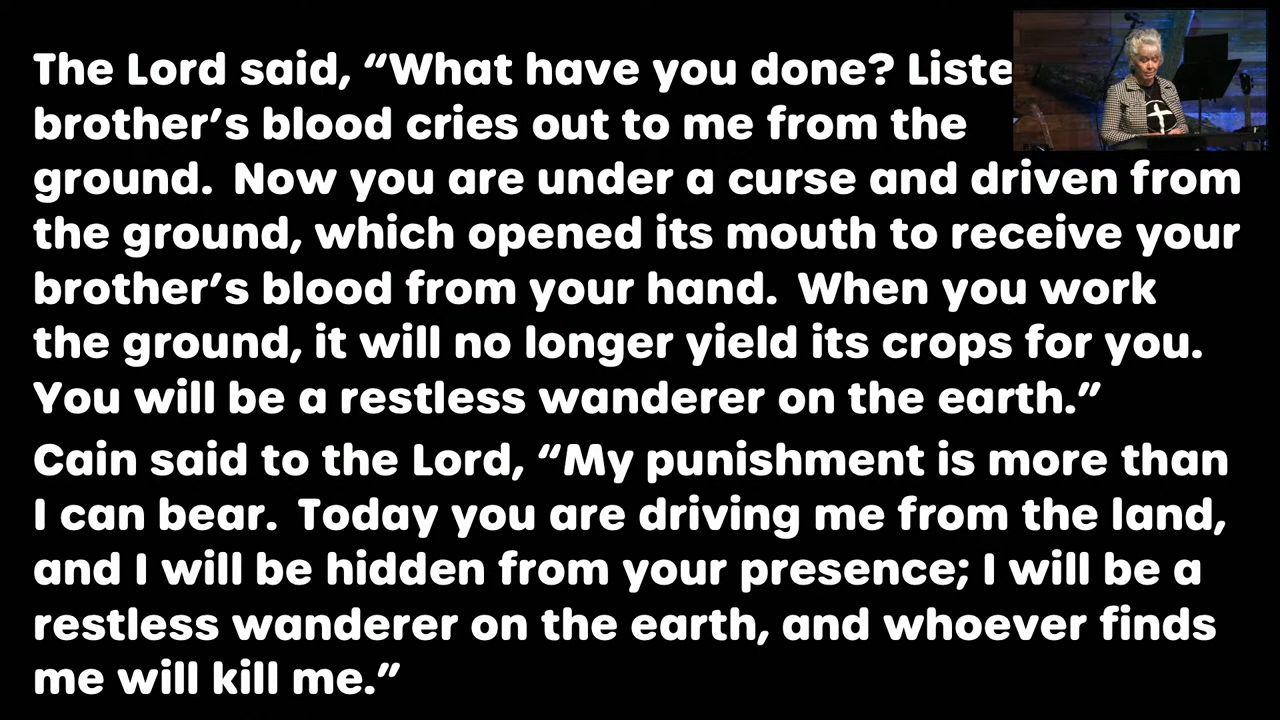 The Lord said, “What have you done? Liste
brother’s blood cries out to me from the
ground. Now you are under a curse and driven from
the ground, which opened its mouth to receive your
brother’s blood from your hand. When you work
the ground, it will no longer yield its crops for you.
You will be a restless wanderer on the earth.”
Cain said to the Lord, “My punishment is more than
I can bear. Today you are driving me from the land,
and I will be hidden from your presence; I will be a
restless wanderer on the earth, and whoever finds
me will kill me.”